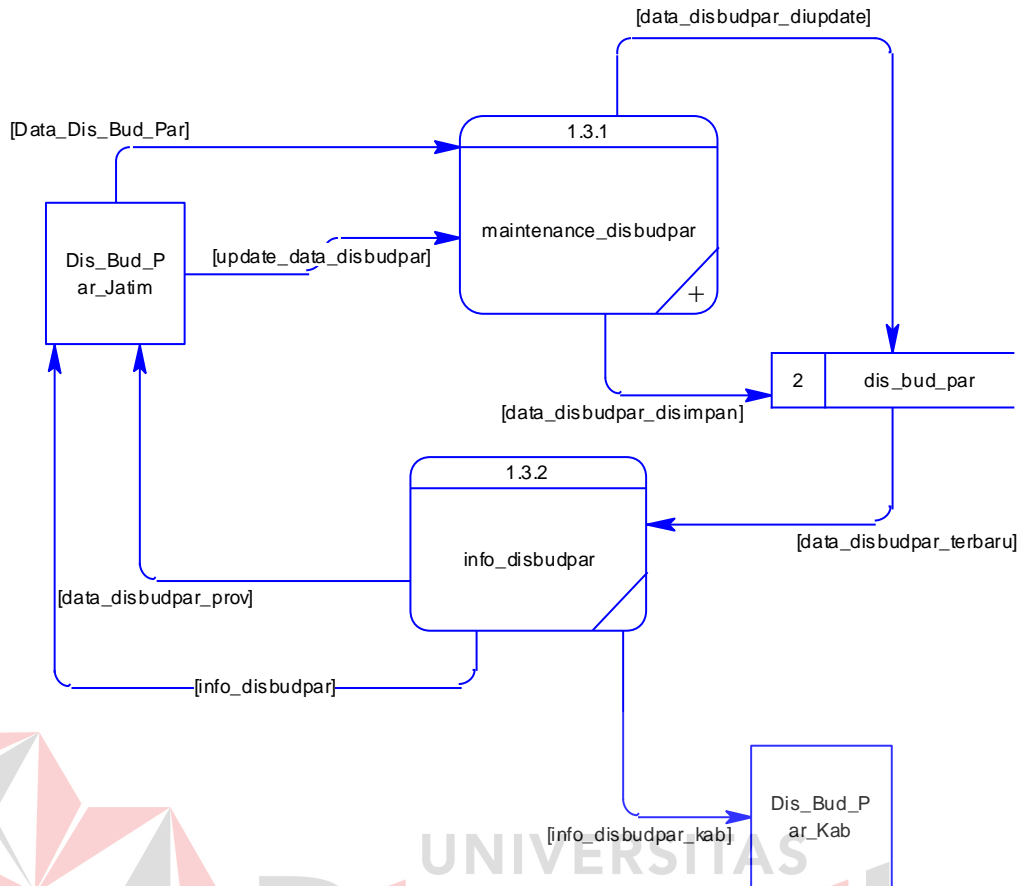 [data_disbudpar_diupdate]
[Data_Dis_Bud_Par]
1.3.1
maintenance_disbudpar
+
[update_data_disbudpar]
Dis_Bud_P
ar_Jatim
2
dis_bud_par
[data_disbudpar_disimpan]
1.3.2
info_disbudpar
[data_disbudpar_terbaru]
[data_disbudpar_prov]
[info_disbudpar]
Dis_Bud_P
ar_Kab
[info_disbudpar_kab]
UNIVERSITAS